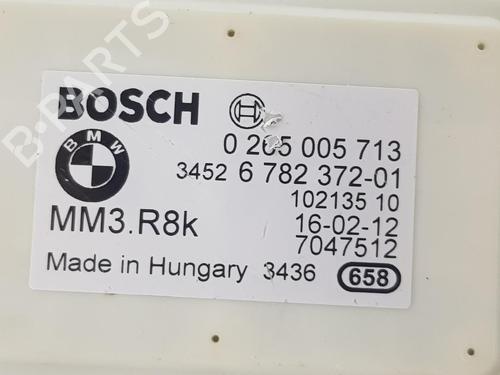 BOSCH
0 265 005 713
BMW
3452 6 782 372-01
102135 10
MM3.R8k
16-02-12
7047512
Made in Hungary 3436 658
B-PARTS